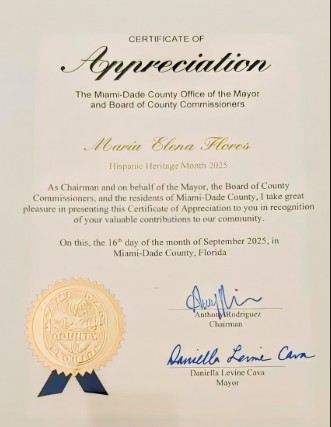 CERTIFICATE OF
Appreciation
The Miami-Dade County Office of the Mayor
and Board of County Commissioners
Maria Elena Flores
Hispanic Heritage Month 2025
As Chairman and on behalf of the Mayor, the Board of County
Commissioners, and the residents of Miami-Dade County, I take great
pleasure in presenting this Certificate of Appreciation to you in recognition
of your valuable contributions to our community.
On this, the 16th day of the month of September 2025, in
Miami-Dade County, Florida
Anthony Rodriguez
Chairman
Daniella Levine Cava
Daniella Levine Cava
Mayor
COUNTY